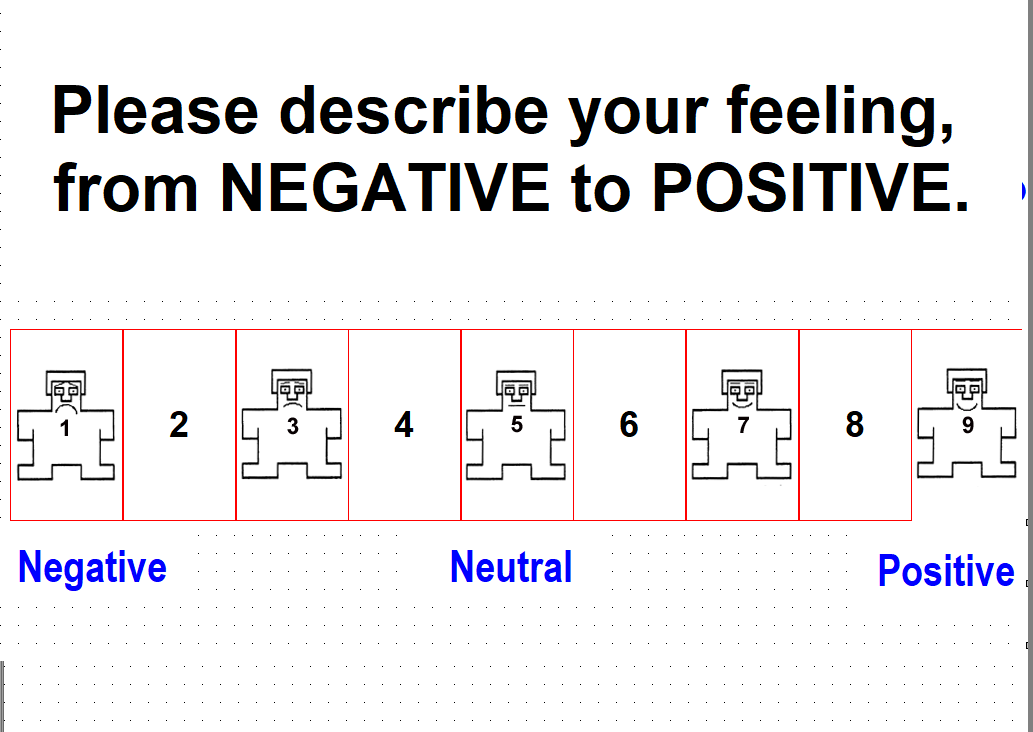 Please describe your feeling,
from NEGATIVE to POSITIVE.
1 2 3 4 5 6 7 8 9
Negative Neutral Positive